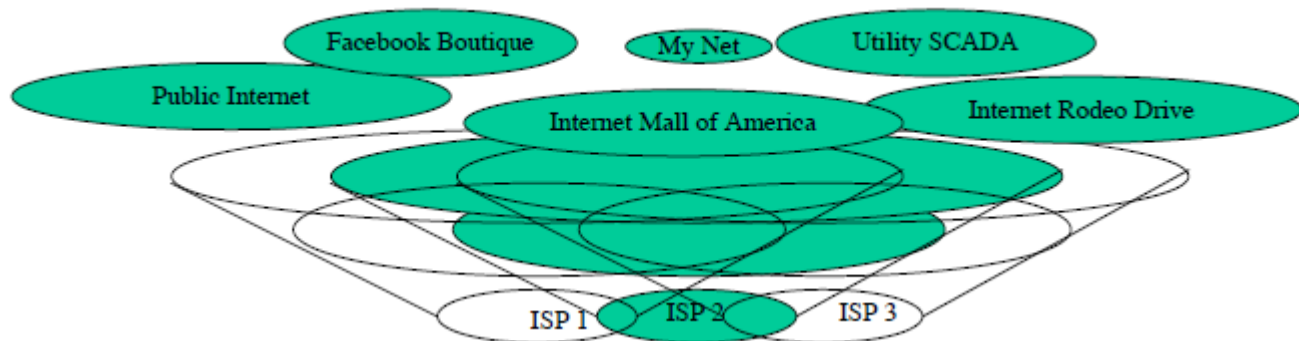 Facebook Boutique
My Net
Utility SCADA
Public Internet
Internet Mall of America
Internet Rodeo Drive
ISP 1
ISP 2
ISP 3